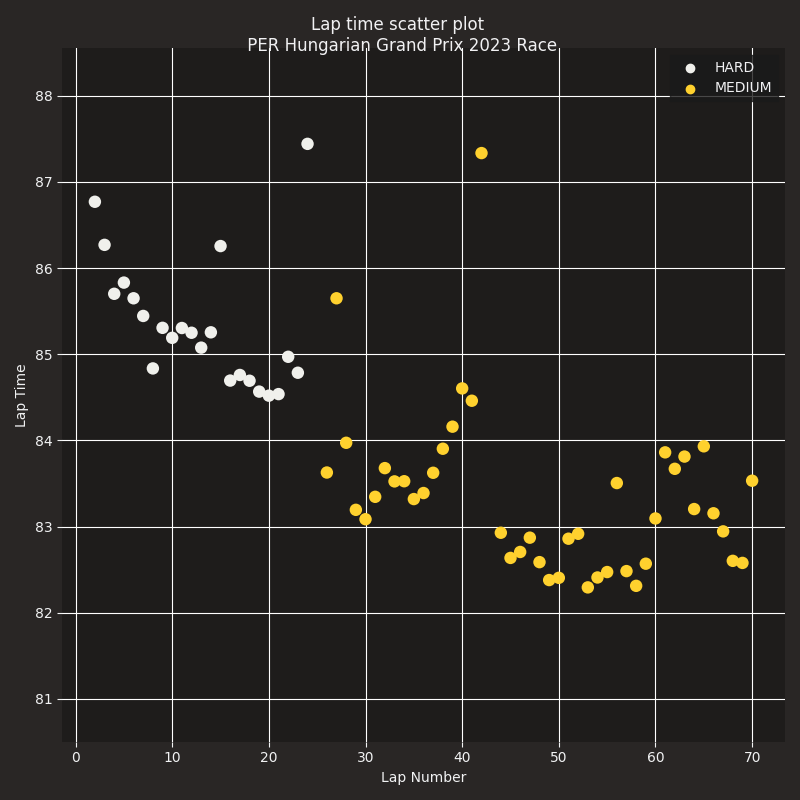 Lap time scatter plot
PER Hungarian Grand Prix 2023 Race
HARD
MEDIUM
88
87
86
85
84
83
82
81
Lap Time
0 10 20 30 40 50 60 70
Lap Number